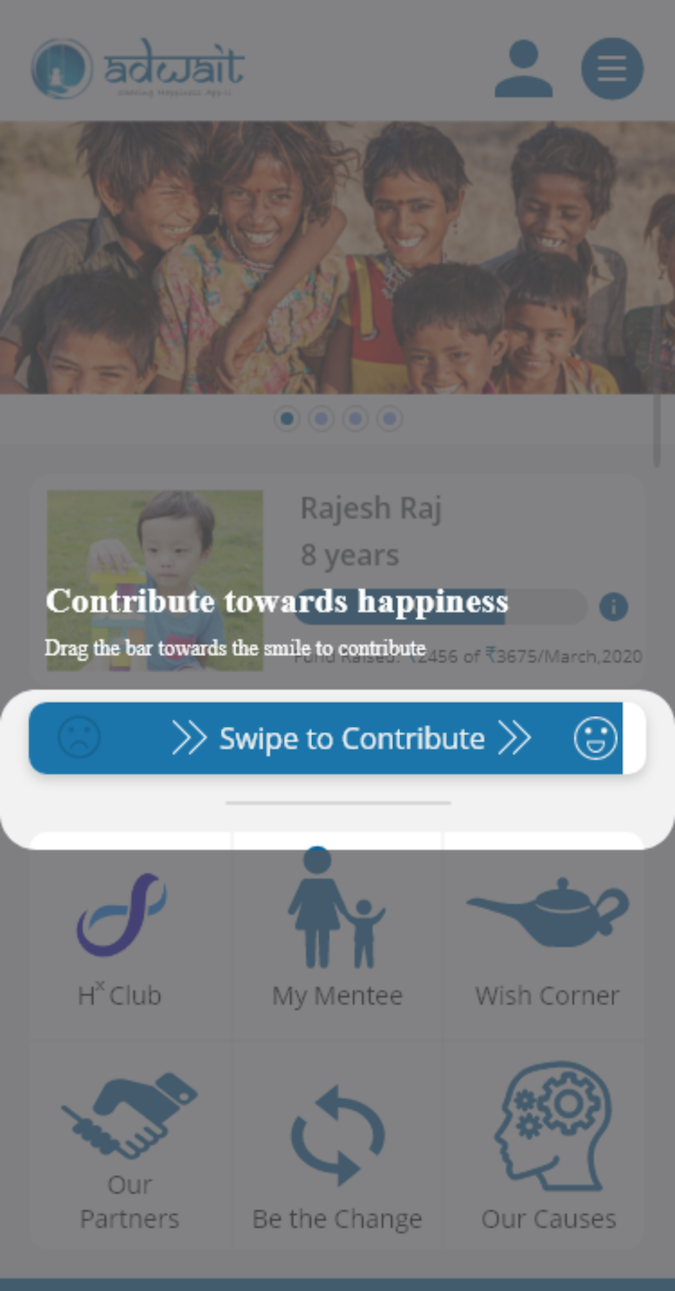 adwait
Rajesh Raj
8 years
Contribute towards happiness
Drag the bar towards the smile to contribute
Fund Raised: ₹2456 of ₹3675/March,2020
Swipe to Contribute
Hˣ Club
My Mentee
Wish Corner
Our
Partners
Be the Change
Our Causes